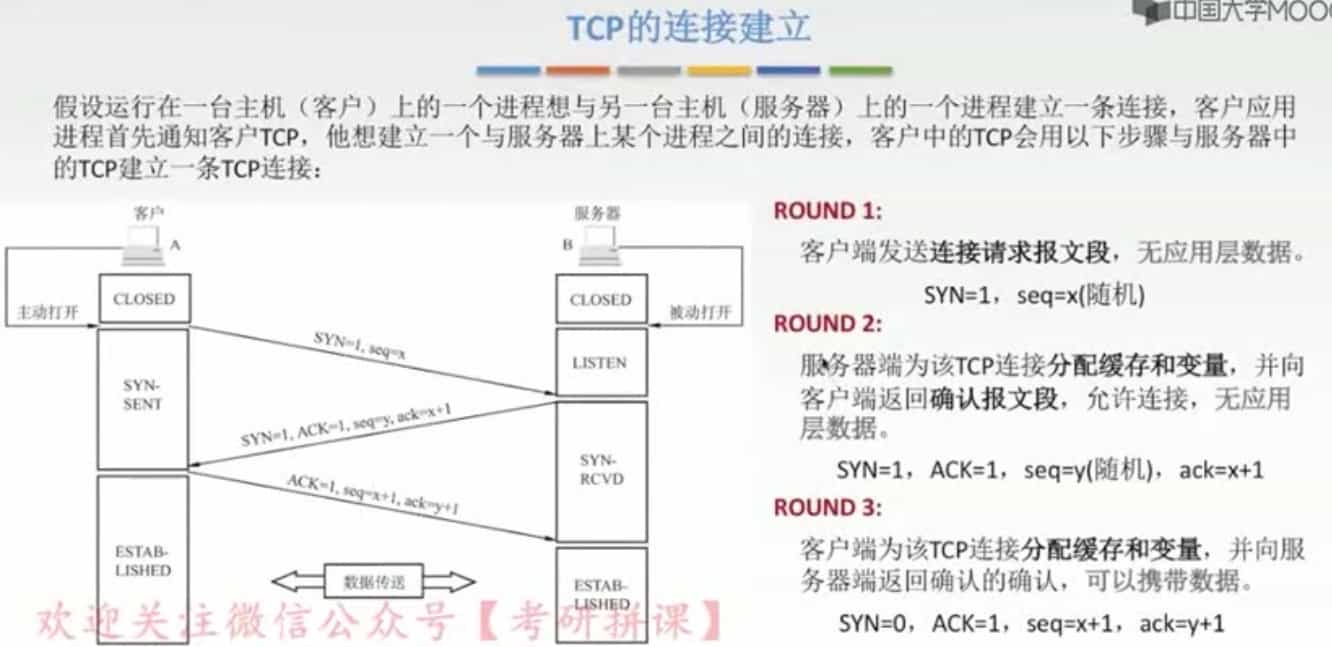 中国大学MOO
TCP的连接建立
假设运行在一台主机（客户）上的一个进程想与另一台主机（服务器）上的一个进程建立一条连接，客户应用
进程首先通知客户TCP，他想建立一个与服务器上某个进程之间的连接，客户中的TCP会用以下步骤与服务器中
的TCP建立一条TCP连接：
客户
A
服务器
B
主动打开
CLOSED
CLOSED
被动打开
SYN=1, seq=x
LISTEN
SYN-
SENT
SYN=1, ACK=1, seq=y, ack=x+1
SYN-
RCVD
ACK=1, seq=x+1, ack=y+1
ESTAB-
LISHED
数据传送
ESTAB-
LISHED
ROUND 1:
客户端发送连接请求报文段，无应用层数据。
SYN=1，seq=x(随机)
ROUND 2:
服务器端为该TCP连接分配缓存和变量，并向
客户端返回确认报文段，允许连接，无应用
层数据。
SYN=1，ACK=1，seq=y(随机)，ack=x+1
ROUND 3:
客户端为该TCP连接分配缓存和变量，并向服
务器端返回确认的确认，可以携带数据。
SYN=0，ACK=1，seq=x+1，ack=y+1
欢迎关注微信公众号【考研拼课】